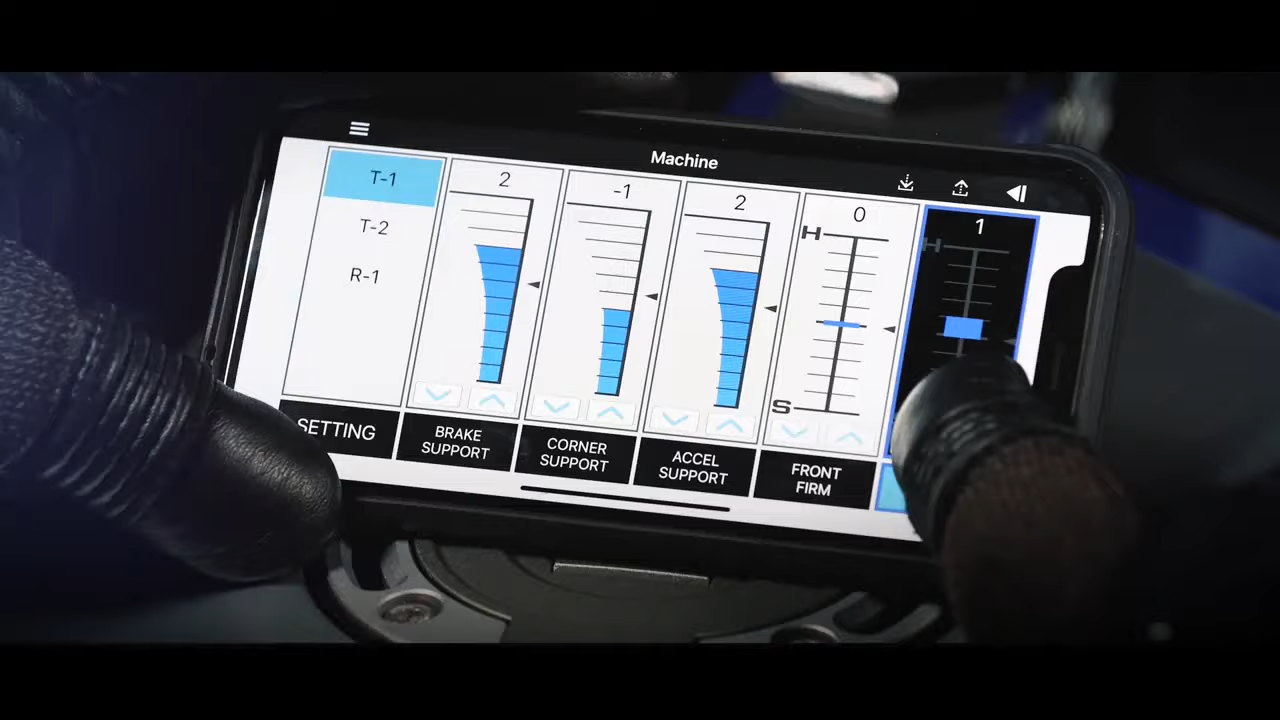 Machine
T-1
T-2
R-1
2
-1
2
0
1
H
S
H
SETTING
BRAKE
SUPPORT
CORNER
SUPPORT
ACCEL
SUPPORT
FRONT
FIRM